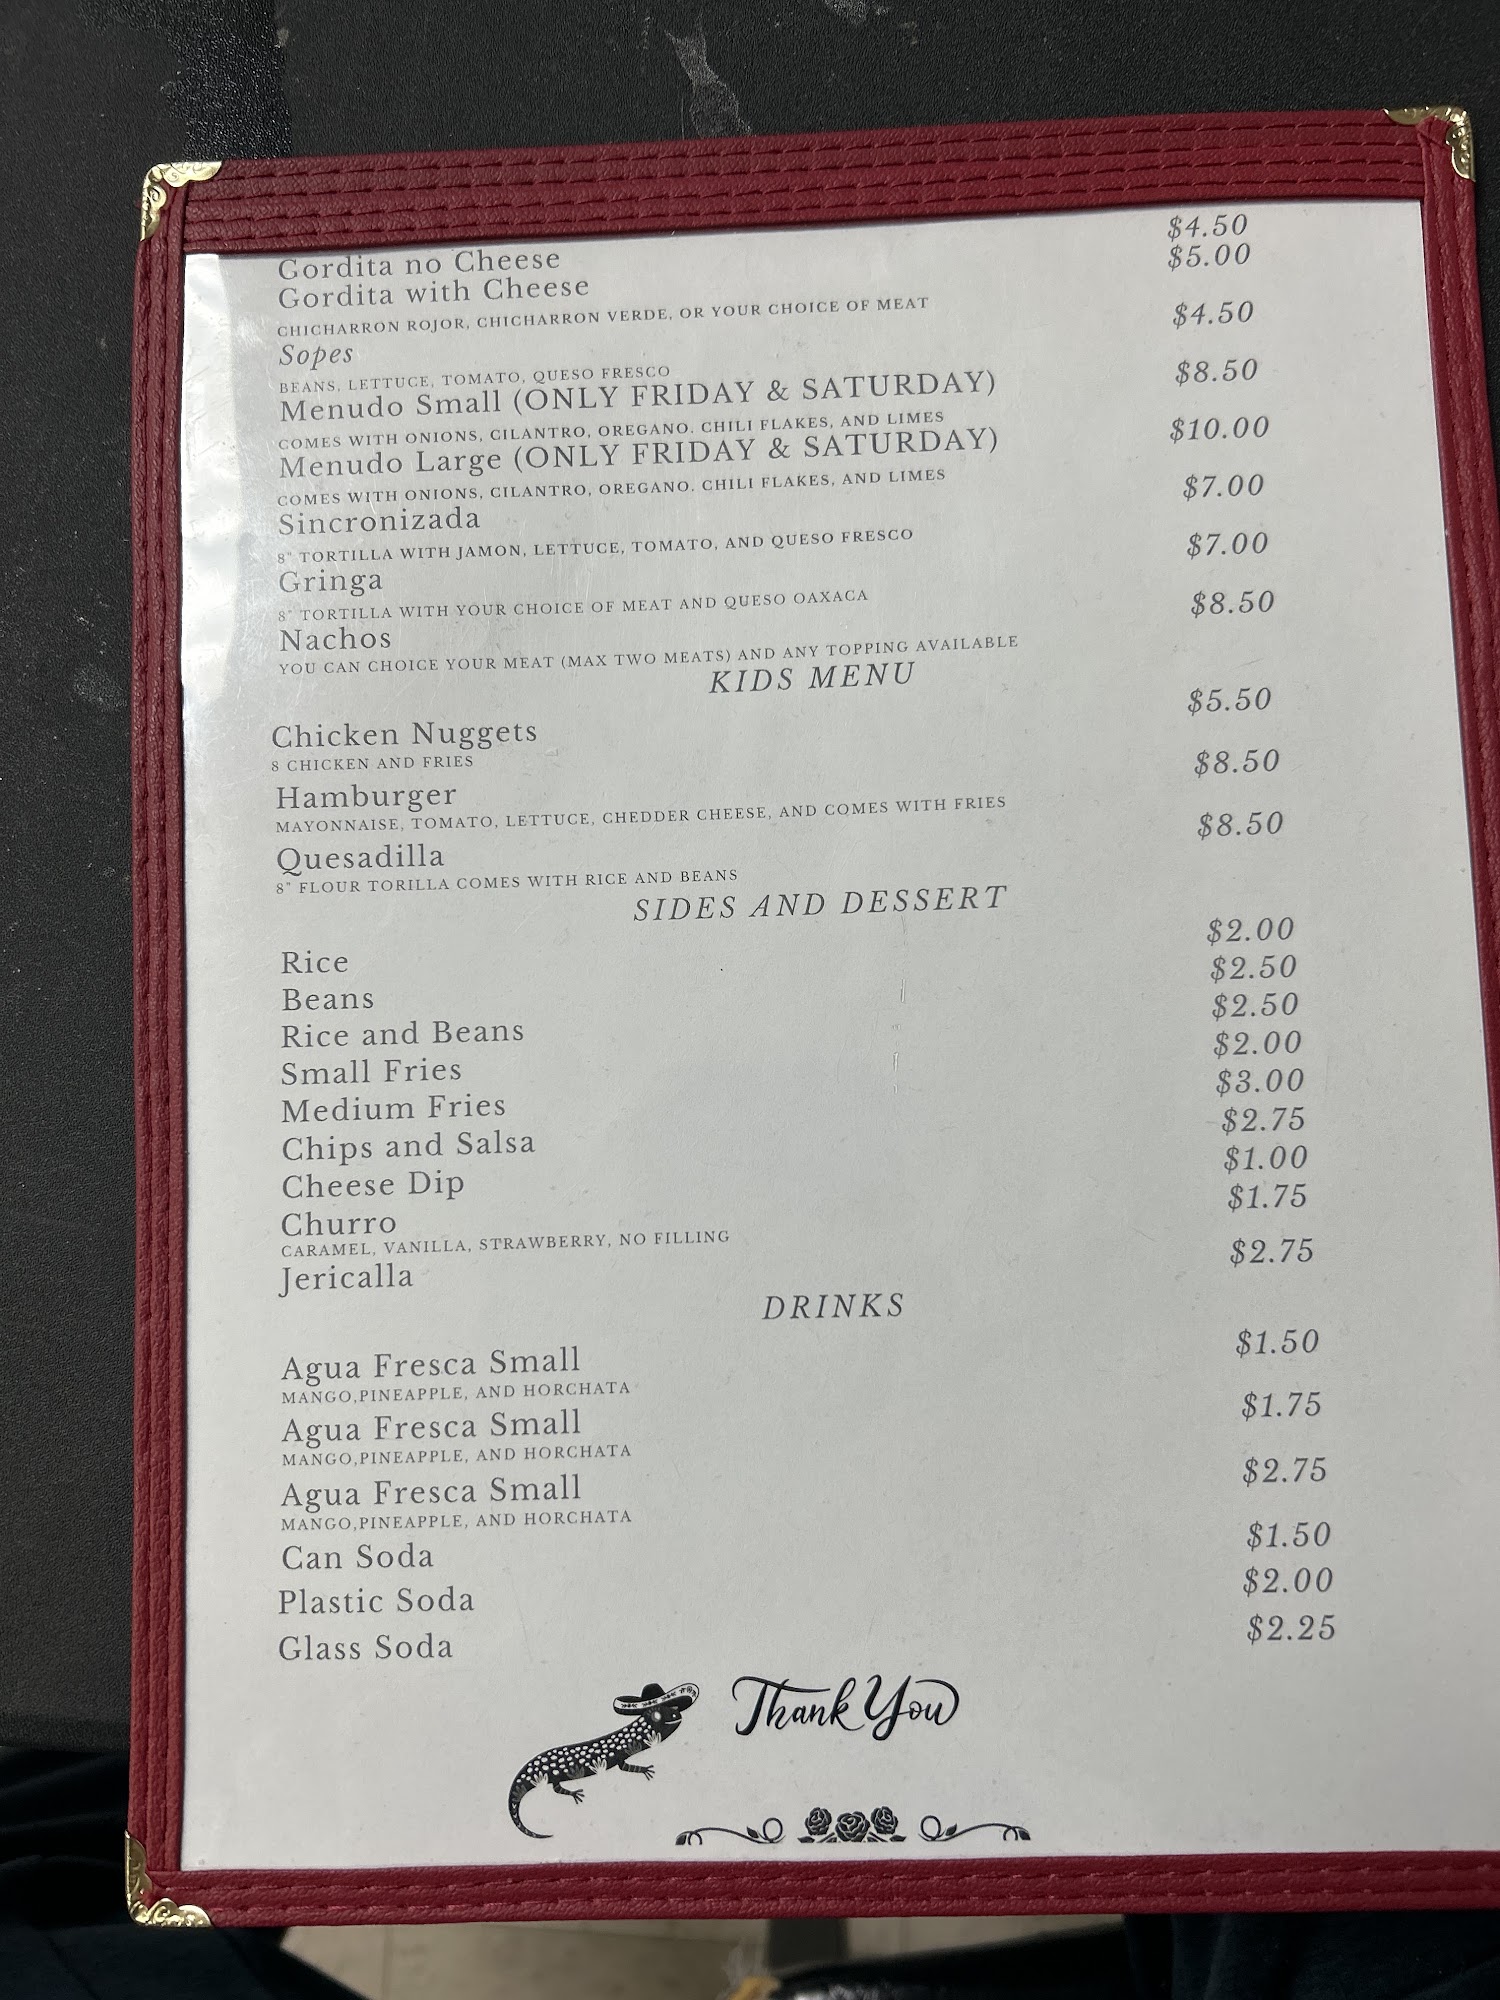 Gordita no Cheese $4.50
Gordita with Cheese $5.00
CHICHARRON ROJOR, CHICHARRON VERDE, OR YOUR CHOICE OF MEAT
Sopes $4.50
BEANS, LETTUCE, TOMATO, QUESO FRESCO
Menudo Small (ONLY FRIDAY & SATURDAY) $8.50
COMES WITH ONIONS, CILANTRO, OREGANO. CHILI FLAKES, AND LIMES
Menudo Large (ONLY FRIDAY & SATURDAY) $10.00
COMES WITH ONIONS, CILANTRO, OREGANO. CHILI FLAKES, AND LIMES
Sincronizada $7.00
8" TORTILLA WITH JAMON, LETTUCE, TOMATO, AND QUESO FRESCO
Gringa $7.00
8" TORTILLA WITH YOUR CHOICE OF MEAT AND QUESO OAXACA
Nachos $8.50
YOU CAN CHOICE YOUR MEAT (MAX TWO MEATS) AND ANY TOPPING AVAILABLE
KIDS MENU
Chicken Nuggets $5.50
8 CHICKEN AND FRIES
Hamburger $8.50
MAYONNAISE, TOMATO, LETTUCE, CHEDDER CHEESE, AND COMES WITH FRIES
Quesadilla $8.50
8" FLOUR TORILLA COMES WITH RICE AND BEANS
SIDES AND DESSERT
Rice $2.00
Beans $2.50
Rice and Beans $2.50
Small Fries $2.00
Medium Fries $3.00
Chips and Salsa $2.75
Cheese Dip $1.00
Churro $1.75
CARAMEL, VANILLA, STRAWBERRY, NO FILLING
Jericalla $2.75
DRINKS
Agua Fresca Small $1.50
MANGO,PINEAPPLE, AND HORCHATA
Agua Fresca Small $1.75
MANGO,PINEAPPLE, AND HORCHATA
Agua Fresca Small $2.75
MANGO,PINEAPPLE, AND HORCHATA
Can Soda $1.50
Plastic Soda $2.00
Glass Soda $2.25
Thank You